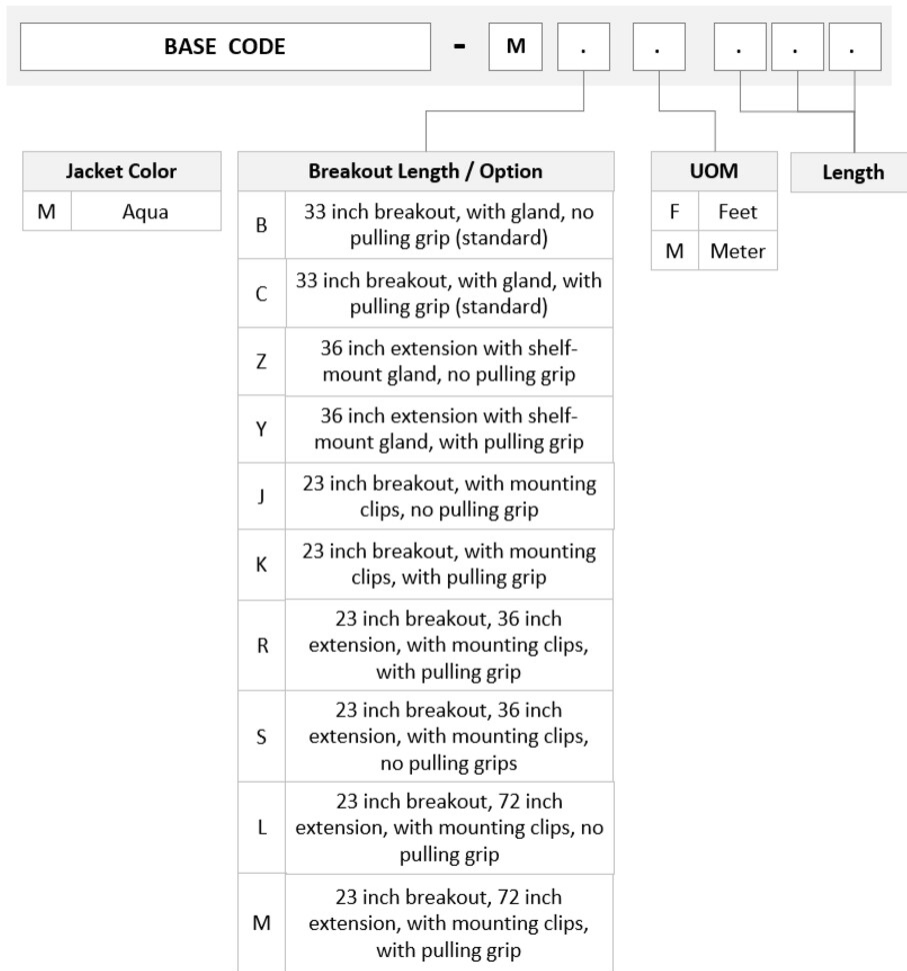 BASE CODE - M . . . . .
Jacket Color
M Aqua
Breakout Length / Option
B 33 inch breakout, with gland, no
pulling grip (standard)
C 33 inch breakout, with gland, with
pulling grip (standard)
Z 36 inch extension with shelf-
mount gland, no pulling grip
Y 36 inch extension with shelf-
mount gland, with pulling grip
J 23 inch breakout, with mounting
clips, no pulling grip
K 23 inch breakout, with mounting
clips, with pulling grip
R 23 inch breakout, 36 inch
extension, with mounting clips,
with pulling grip
S 23 inch breakout, 36 inch
extension, with mounting clips,
no pulling grips
L 23 inch breakout, 72 inch
extension, with mounting clips, no
pulling grip
M 23 inch breakout, 72 inch
extension, with mounting clips,
with pulling grip
UOM
F Feet
M Meter
Length